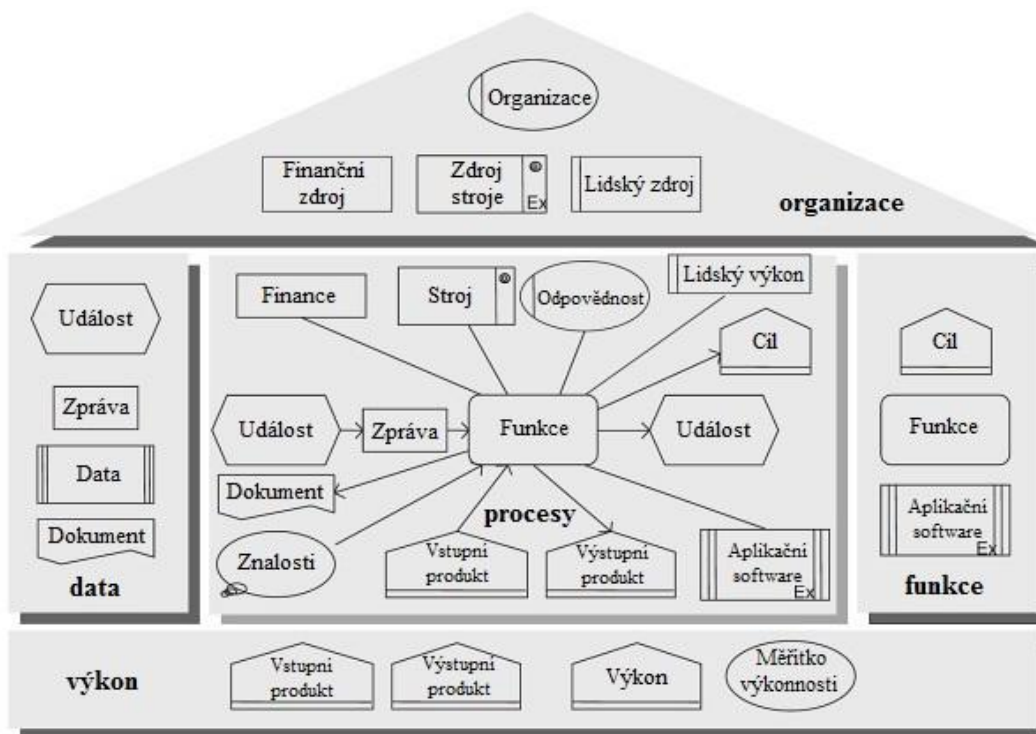 Organizace
Finanční
zdroj
Zdroj
stroje
Ex
Lidský zdroj
organizace
Událost
Zpráva
Data
Dokument
data
Finance
Stroj
Odpovědnost
Lidský výkon
Cíl
Událost
Zpráva
Funkce
Událost
Dokument
procesy
Znalosti
Vstupní
produkt
Výstupní
produkt
Aplikační
software
Ex
Cíl
Funkce
Aplikační
software
Ex
funkce
výkon
Vstupní
produkt
Výstupní
produkt
Výkon
Měřítko
výkonnosti